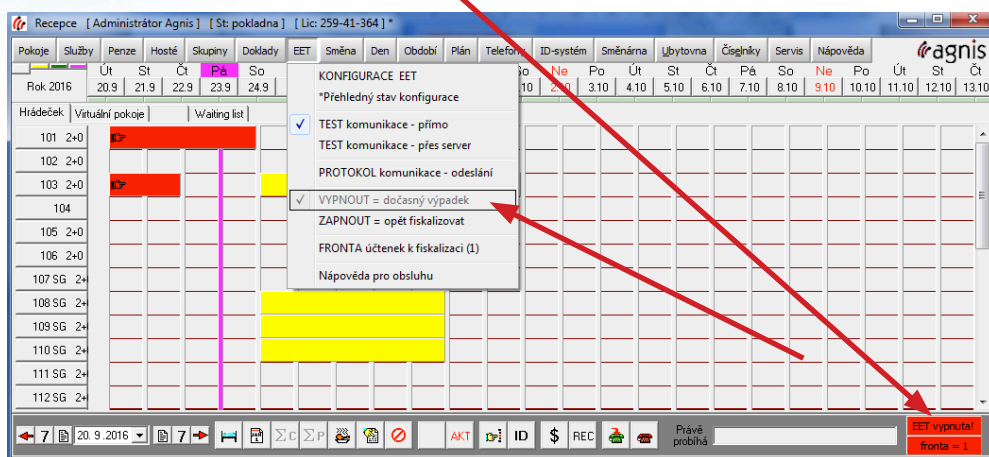 Recepce [ Administrátor Agnis ] [ St: pokladna ] [ Lic: 259-41-364 ] *
Pokoje Služby Penze Hosté Skupiny Doklady EET Směna Den Období Plán Telefony ID-systém Směnárna Ubytovna Číselníky Servis Nápověda agnis
Út St Čt Pá So Ne Po Út St Čt Pá So Ne Po Út St Čt
Rok 2016 20.9 21.9 22.9 23.9 24.9 3.10 4.10 5.10 6.10 7.10 8.10 9.10 10.10 11.10 12.10 13.10
Hrádeček Virtuální pokoje Waiting list
KONFIGURACE EET
*Přehledný stav konfigurace
TEST komunikace - přímo
TEST komunikace - přes server
PROTOKOL komunikace - odeslání
VYPNOUT = dočasný výpadek
ZAPNOUT = opět fiskalizovat
FRONTA účtenek k fiskalizaci (1)
Nápověda pro obsluhu
101 2+0
102 2+0
103 2+0
104
105 2+0
106 2+0
107 SG 2+
108 SG 2+
109 SG 2+
110 SG 2+
111 SG 2+
112 SG 2+
7 20. 9.2016 7 Σ C Σ P AKT ID $ REC Právě probíhá
EET vypnuta!
fronta = 1